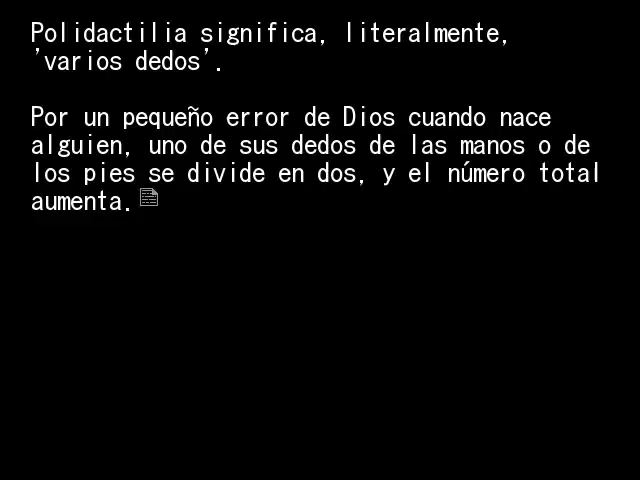 Polidactilia significa, literalmente,
'varios dedos'.
Por un pequeño error de Dios cuando nace
alguien, uno de sus dedos de las manos o de
los pies se divide en dos, y el número total
aumenta.